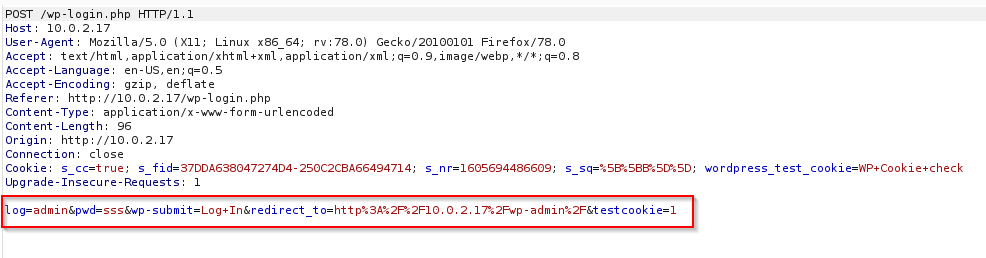 POST /wp-login.php HTTP/1.1
Host: 10.0.2.17
User-Agent: Mozilla/5.0 (X11; Linux x86_64; rv:78.0) Gecko/20100101 Firefox/78.0
Accept: text/html,application/xhtml+xml,application/xml;q=0.9,image/webp,*/*;q=0.8
Accept-Language: en-US,en;q=0.5
Accept-Encoding: gzip, deflate
Referer: http://10.0.2.17/wp-login.php
Content-Type: application/x-www-form-urlencoded
Content-Length: 96
Origin: http://10.0.2.17
Connection: close
Cookie: s_cc=true; s_fid=37DDA638047274D4-250C2CBA66494714; s_nr=1605694486609; s_sq=%5B%5BB%5D%5D; wordpress_test_cookie=WP+Cookie+check
Upgrade-Insecure-Requests: 1
log=admin&pwd=sss&wp-submit=Log+In&redirect_to=http%3A%2F%2F10.0.2.17%2Fwp-admin%2F&testcookie=1